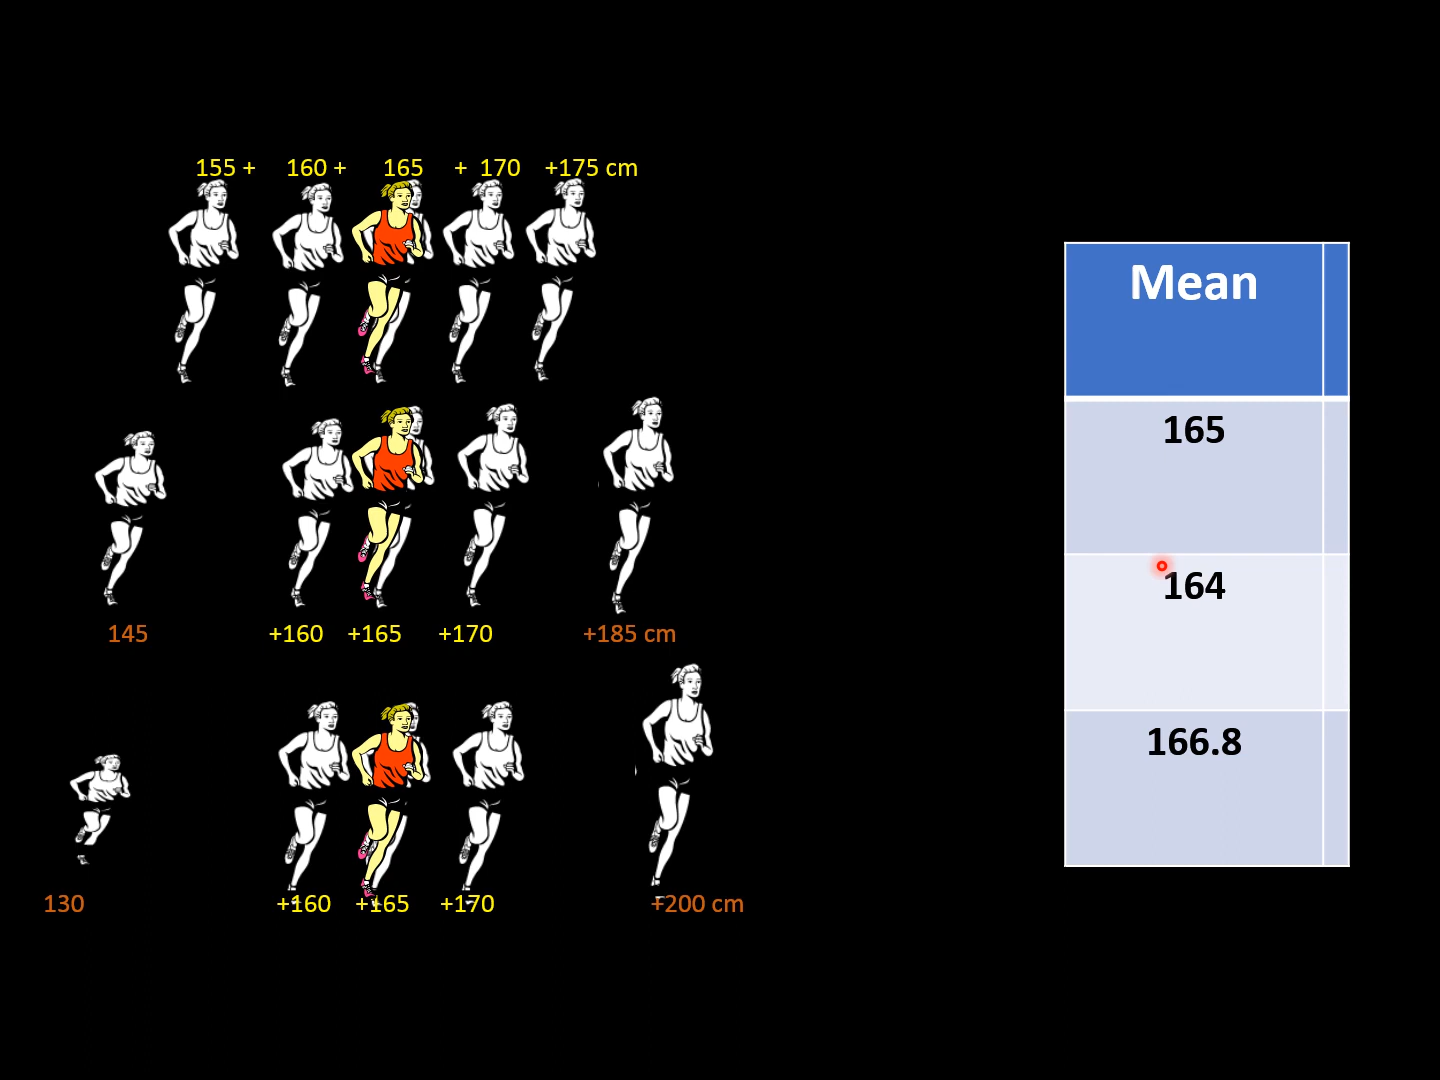 155 + 160 + 165 + 170 +175 cm
145 +160 +165 +170 +185 cm
130 +160 +165 +170 +200 cm
Mean
165
164
166.8